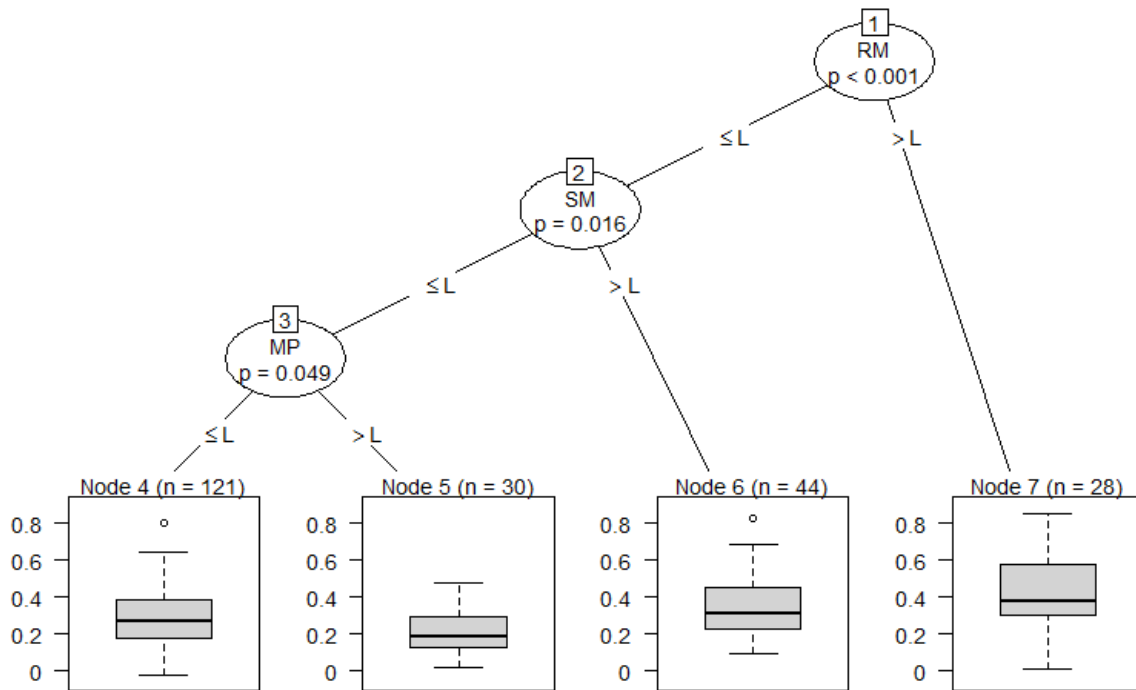 1
RM
p < 0.001
≤ L
> L
2
SM
p = 0.016
≤ L
> L
3
MP
p = 0.049
≤ L
> L
Node 4 (n = 121)
0.8
0.6
0.4
0.2
0
Node 5 (n = 30)
0.8
0.6
0.4
0.2
0
Node 6 (n = 44)
0.8
0.6
0.4
0.2
0
Node 7 (n = 28)
0.8
0.6
0.4
0.2
0